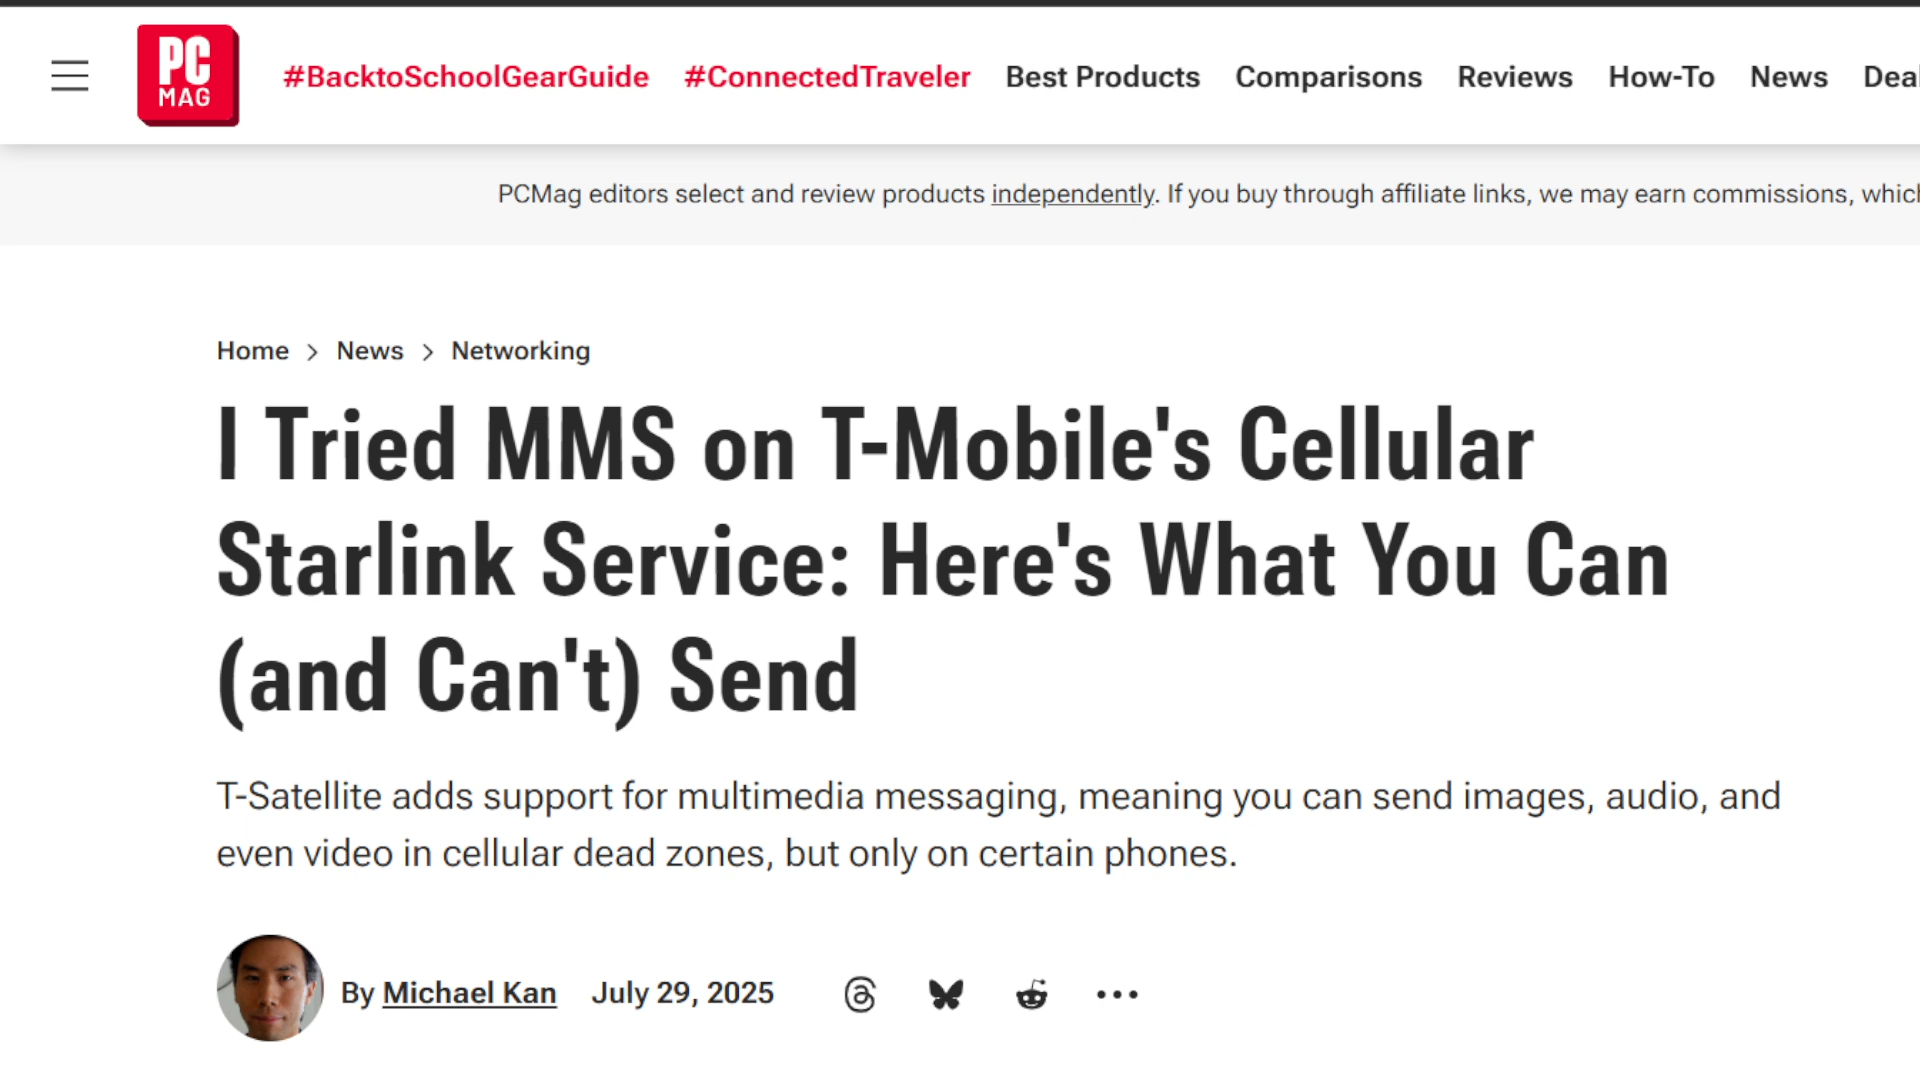 PC
MAG
#BacktoSchoolGearGuide #ConnectedTraveler Best Products Comparisons Reviews How-To News
PCMag editors select and review products independently. If you buy through affiliate links, we may earn commissions,
Home > News > Networking
I Tried MMS on T-Mobile's Cellular
Starlink Service: Here's What You Can
(and Can't) Send
T-Satellite adds support for multimedia messaging, meaning you can send images, audio, and
even video in cellular dead zones, but only on certain phones.
By Michael Kan July 29, 2025